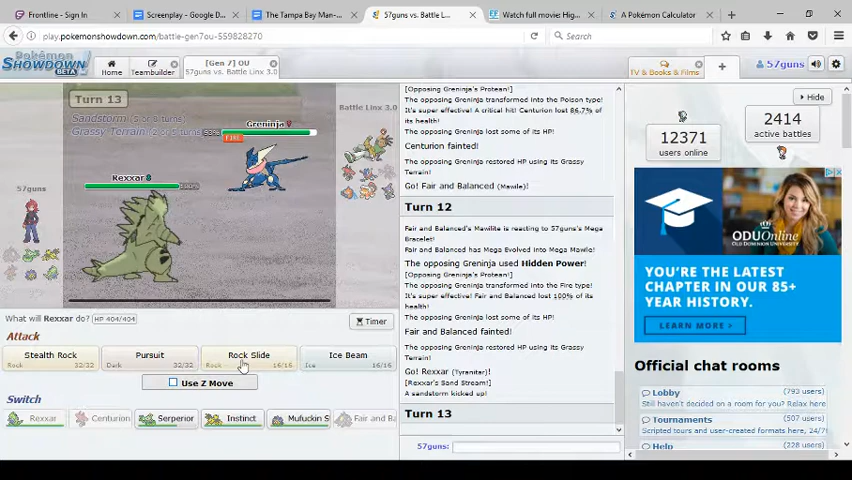 Frontline - Sign in
Screenplay - Google D...
The Tampa Bay Man-...
57guns vs. Battle L...
Watch full movie: Hig...
A Pokémon Calculator
play.pokemonshowdown.com/battle-gen7ou-559828270
Search
POKÉMON
SHOWDOWN
BETA
Home
Teambuilder
[Gen 7] OU
57guns vs. Battle Linx 3.0
TV & Books & Films
57guns
Turn 13
Sandstorm (5 or 8 turns)
Grassy Terrain (2 or 5 turns)
Greninja
93%
FIRE
Battle Linx 3.0
Rexxar
100%
57guns
[Opposing Greninja's Protean!]
The opposing Greninja transformed into the Poison type!
It's super effective! A critical hit! Centurion lost 86.7% of
its health!
The opposing Greninja lost some of its HP!
Centurion fainted!
The opposing Greninja restored HP using its Grassy
Terrain!
Go! Fair and Balanced (Mawile)!
Turn 12
Fair and Balanced's Mawilite is reacting to 57guns's Mega
Bracelet!
Fair and Balanced has Mega Evolved into Mega Mawile!
The opposing Greninja used Hidden Power!
[Opposing Greninja's Protean!]
The opposing Greninja transformed into the Fire type!
It's super effective! Fair and Balanced lost 100% of its
health!
The opposing Greninja lost some of its HP!
Fair and Balanced fainted!
The opposing Greninja restored HP using its Grassy
Terrain!
Go! Rexxar (Tyranitar)!
[Rexxar's Sand Stream!]
A sandstorm kicked up!
Turn 13
57guns:
What will Rexxar do? HP 404/404
Timer
Attack
Stealth Rock
Rock 32/32
Pursuit
Dark 32/32
Rock Slide
Rock 16/16
Ice Beam
Ice 16/16
Use Z Move
Switch
Rexxar
Centurion
Serperior
Instinct
Mufuckin S
Fair and Ba
Hide
12371
users online
2414
active battles
ODUOnline
OLD DOMINION UNIVERSITY
YOU'RE THE LATEST
CHAPTER IN OUR 85+
YEAR HISTORY.
LEARN MORE ›
Official chat rooms
Lobby
(793 users)
Still haven't decided on a room for you? Relax here
Tournaments
(507 users)
Scripted tours and user-created formats here, 24/7!
Help
(228 users)